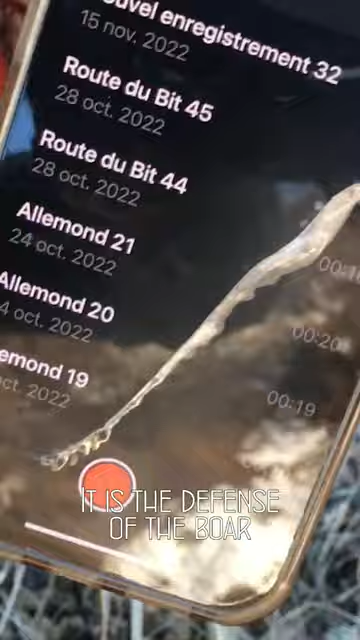 ouvel enregistrement 32
15 nov. 2022
Route du Bit 45
28 oct. 2022
Route du Bit 44
28 oct. 2022
Allemond 21
24 oct. 2022
Allemond 20
4 oct. 2022
00:20
emond 19
oct. 2022
00:19
IT IS THE DEFENSE
OF THE BOAR